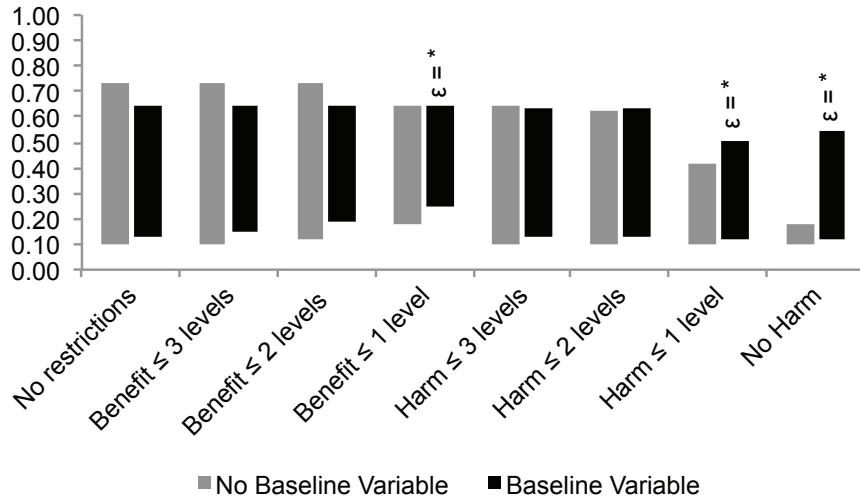 1.00
0.90
0.80
0.70
0.60
0.50
0.40
0.30
0.20
0.10
0.00
ε = *
ε = *
ε = *
No restrictions
Benefit ≤ 3 levels
Benefit ≤ 2 levels
Benefit ≤ 1 level
Harm ≤ 3 levels
Harm ≤ 2 levels
Harm ≤ 1 level
No Harm
No Baseline Variable
Baseline Variable